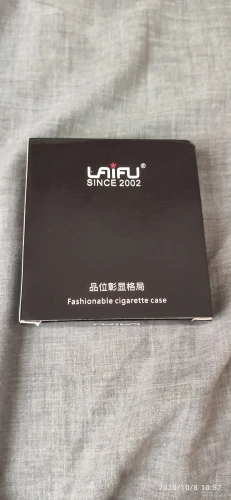 LAIFU®
SINCE 2002
品位彰显格局
Fashionable cigarette case
2020/10/8 10:57